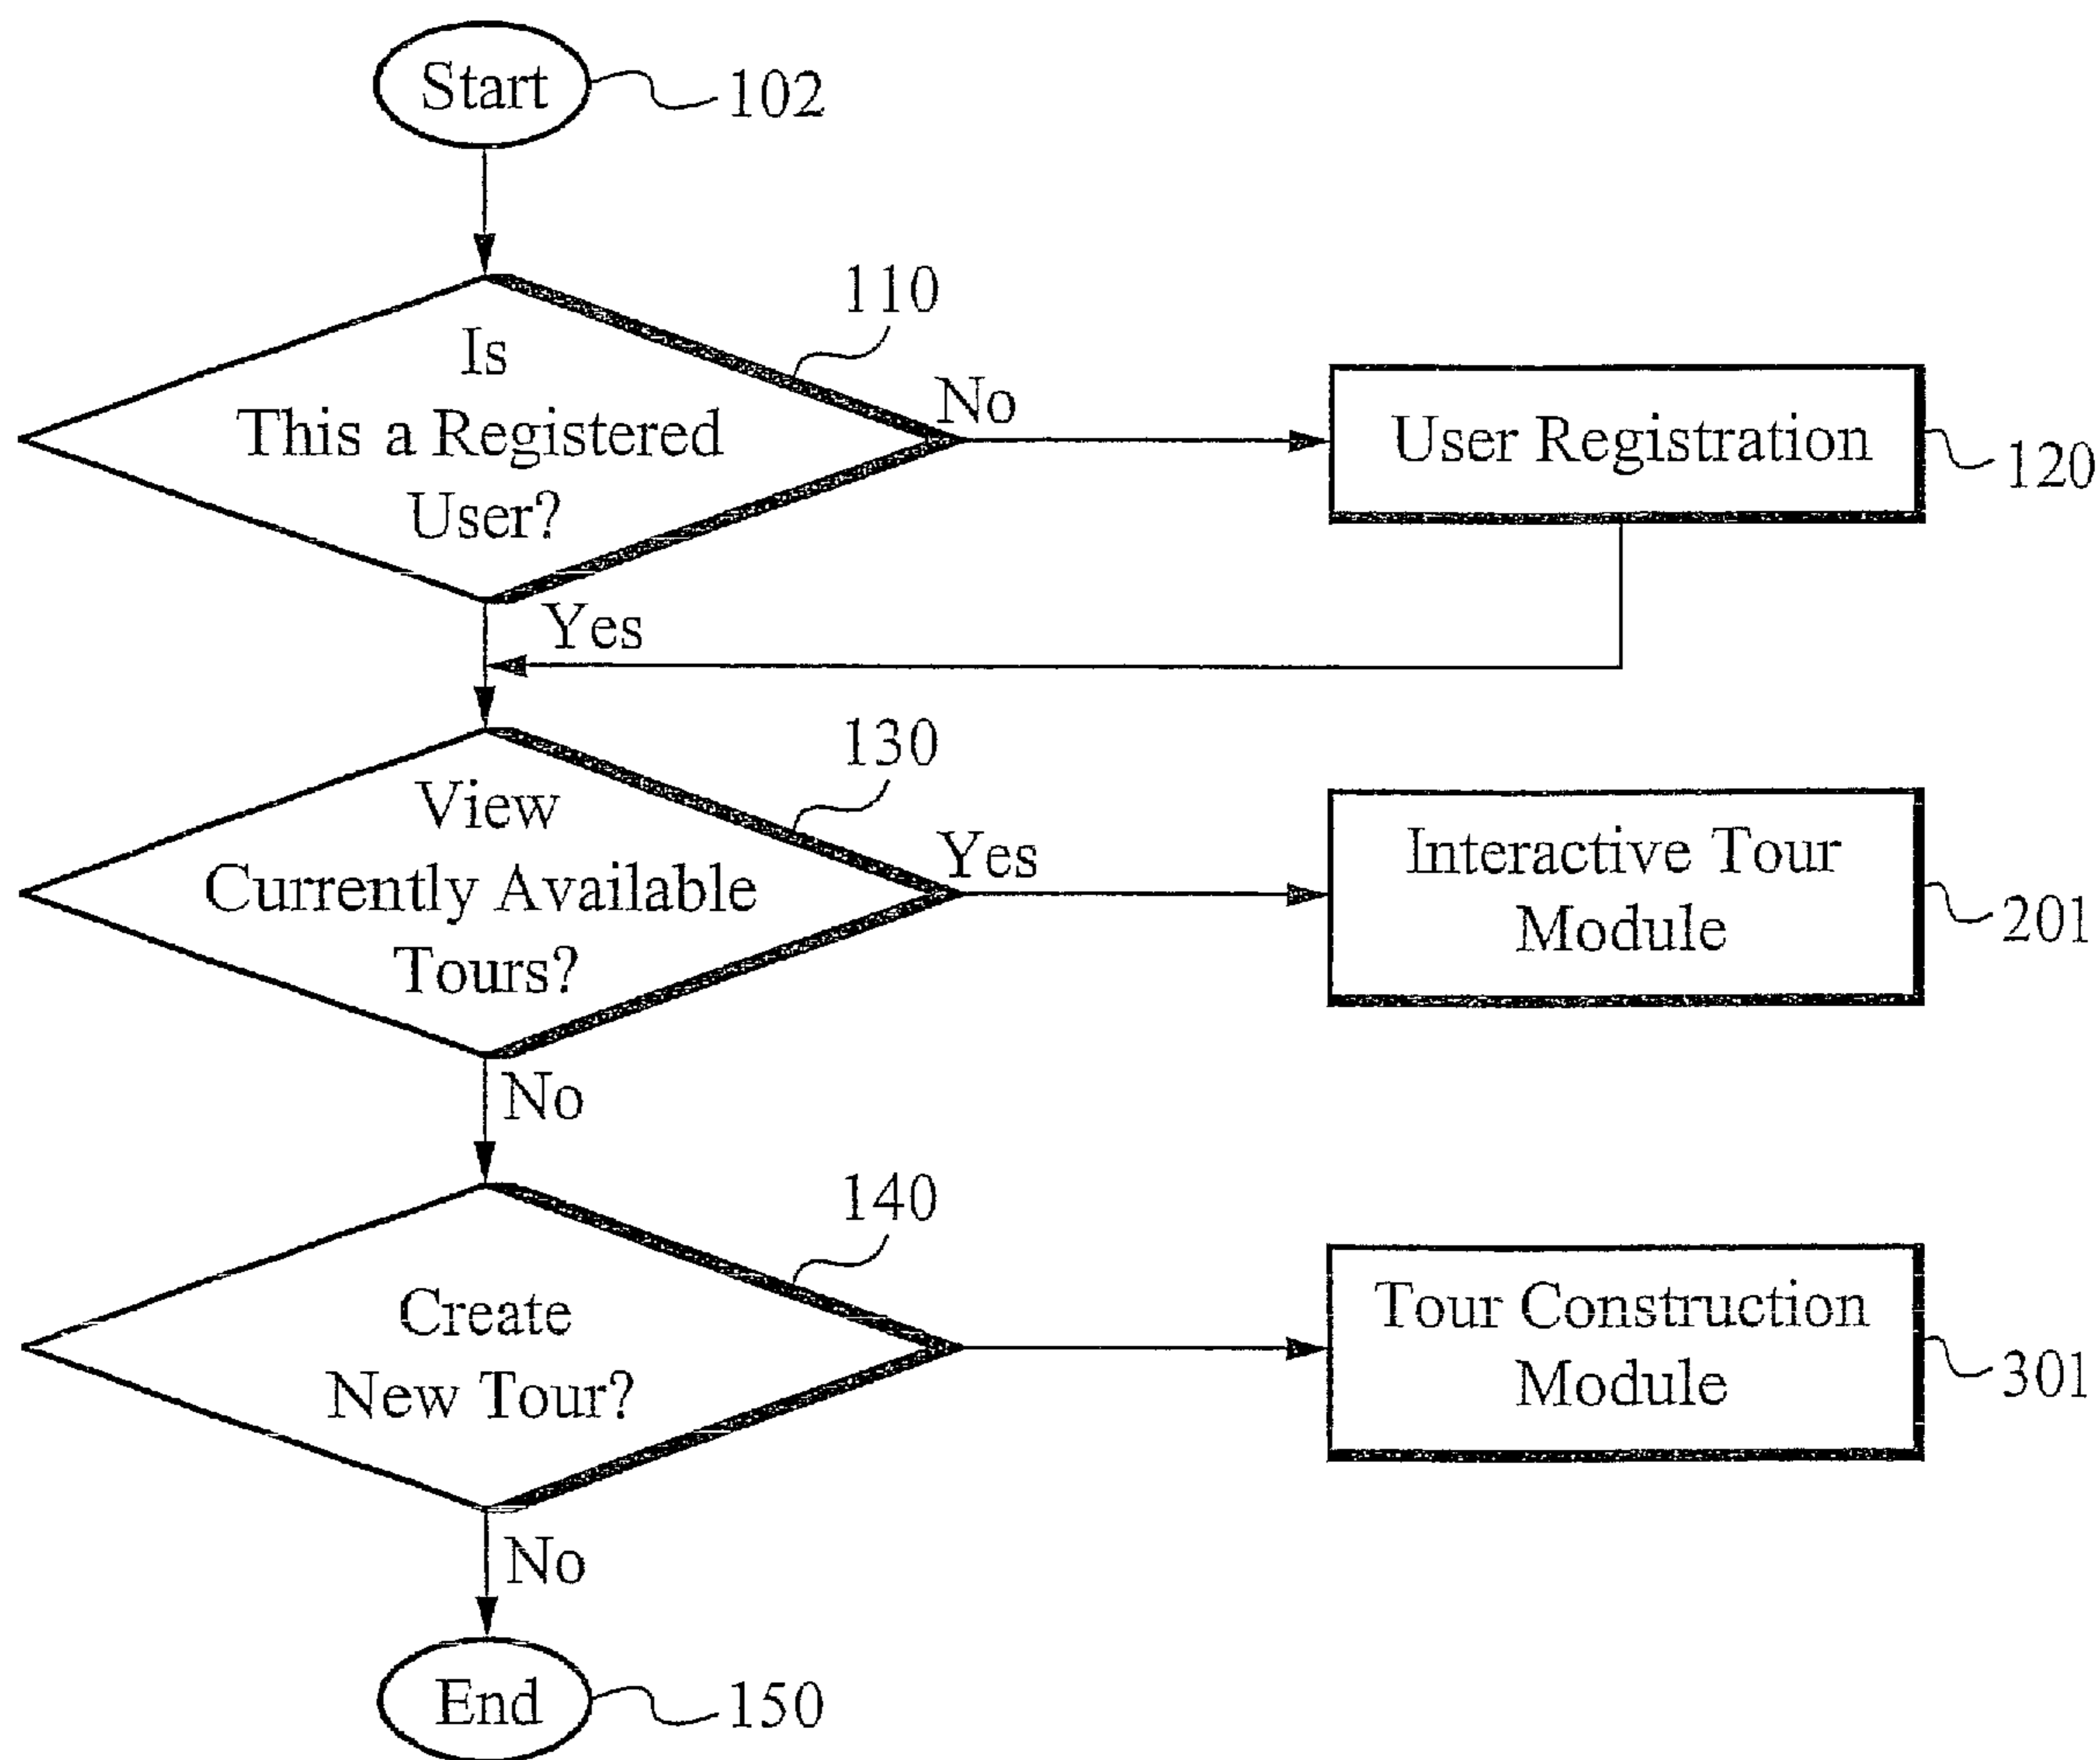 Start
102
110
Is
This a Registered
User?
No
User Registration
120
Yes
130
View
Currently Available
Tours?
Yes
Interactive Tour
Module
201
No
140
Create
New Tour?
Tour Construction
Module
301
No
End
150